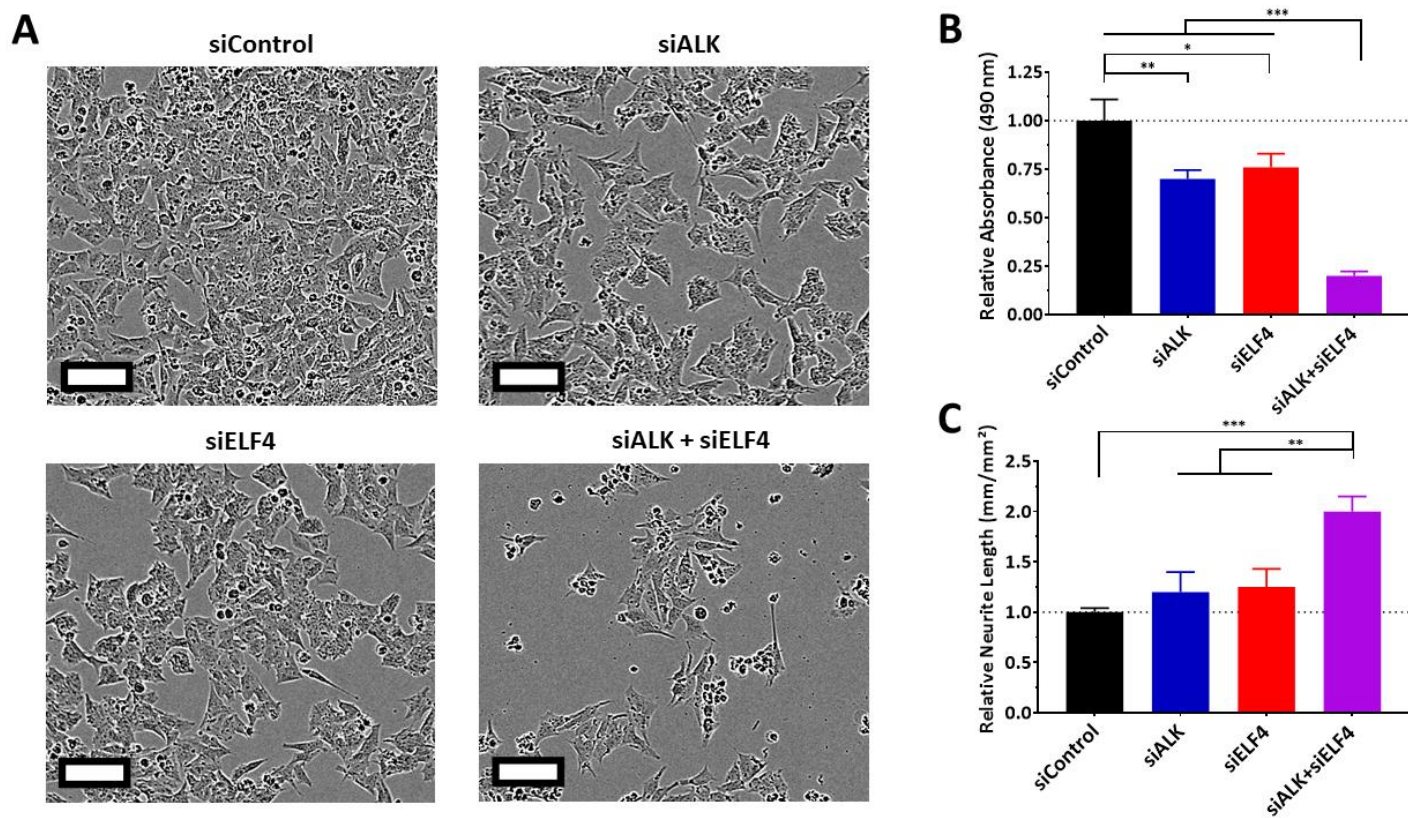 A
siControl
siALK
siELF4
siALK + siELF4
B
***
*
**
Relative Absorbance (490 nm)
1.25
1.00
0.75
0.50
0.25
0.00
siControl
siALK
siELF4
siALK+siELF4
C
***
**
Relative Neurite Length (mm/mm²)
2.5
2.0
1.5
1.0
0.5
0.0
siControl
siALK
siELF4
siALK+siELF4